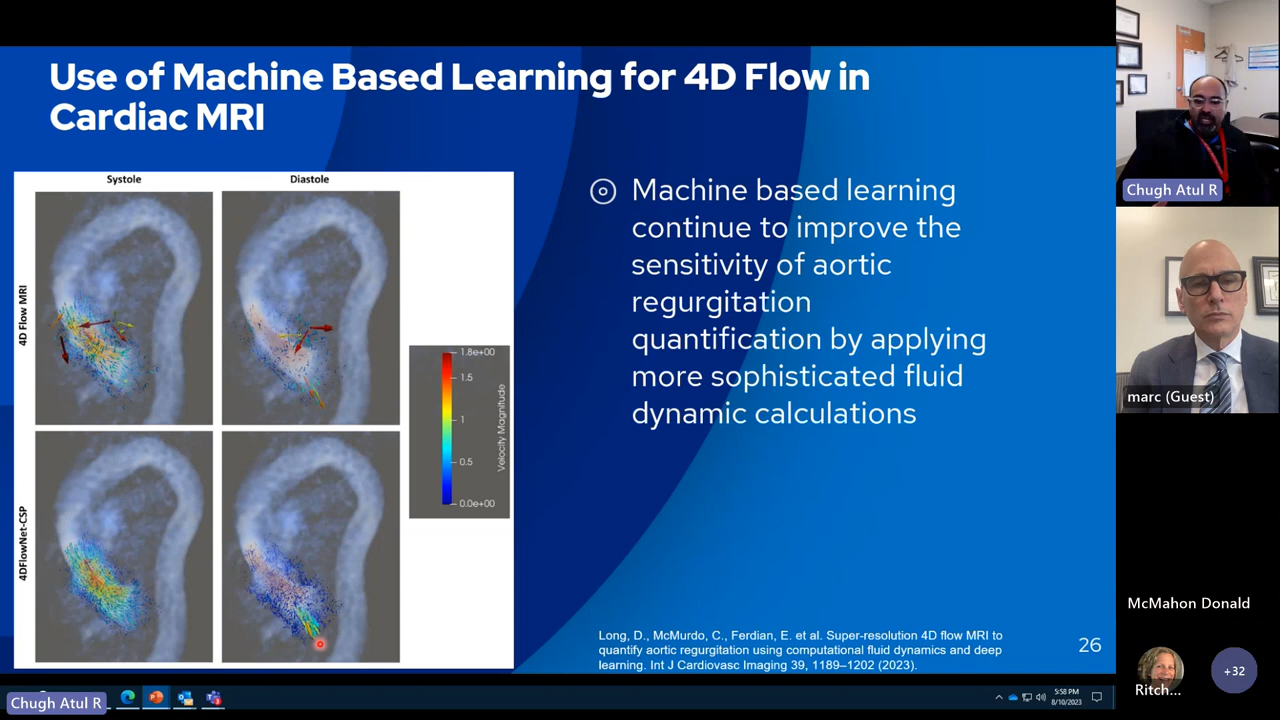 Use of Machine Based Learning for 4D Flow in
Cardiac MRI
Systole
Diastole
4D Flow MRI
4DFlowNet-CSP
1.8e+00
1.5
1
0.5
0.0e+00
Velocity Magnitude
Machine based learning
continue to improve the
sensitivity of aortic
regurgitation
quantification by applying
more sophisticated fluid
dynamic calculations
Long, D., McMurdo, C., Ferdian, E. et al. Super-resolution 4D flow MRI to
quantify aortic regurgitation using computational fluid dynamics and deep
learning. Int J Cardiovasc Imaging 39, 1189–1202 (2023).
26
Chugh Atul R
marc (Guest)
McMahon Donald
Ritch...
+32
Chugh Atul R
5:58 PM
8/10/2023